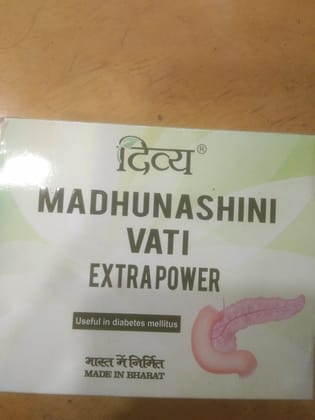 दिव्य®
MADHUNASHINI
VATI
EXTRAPOWER
Useful in diabetes mellitus
भारत में निर्मित
MADE IN BHARAT